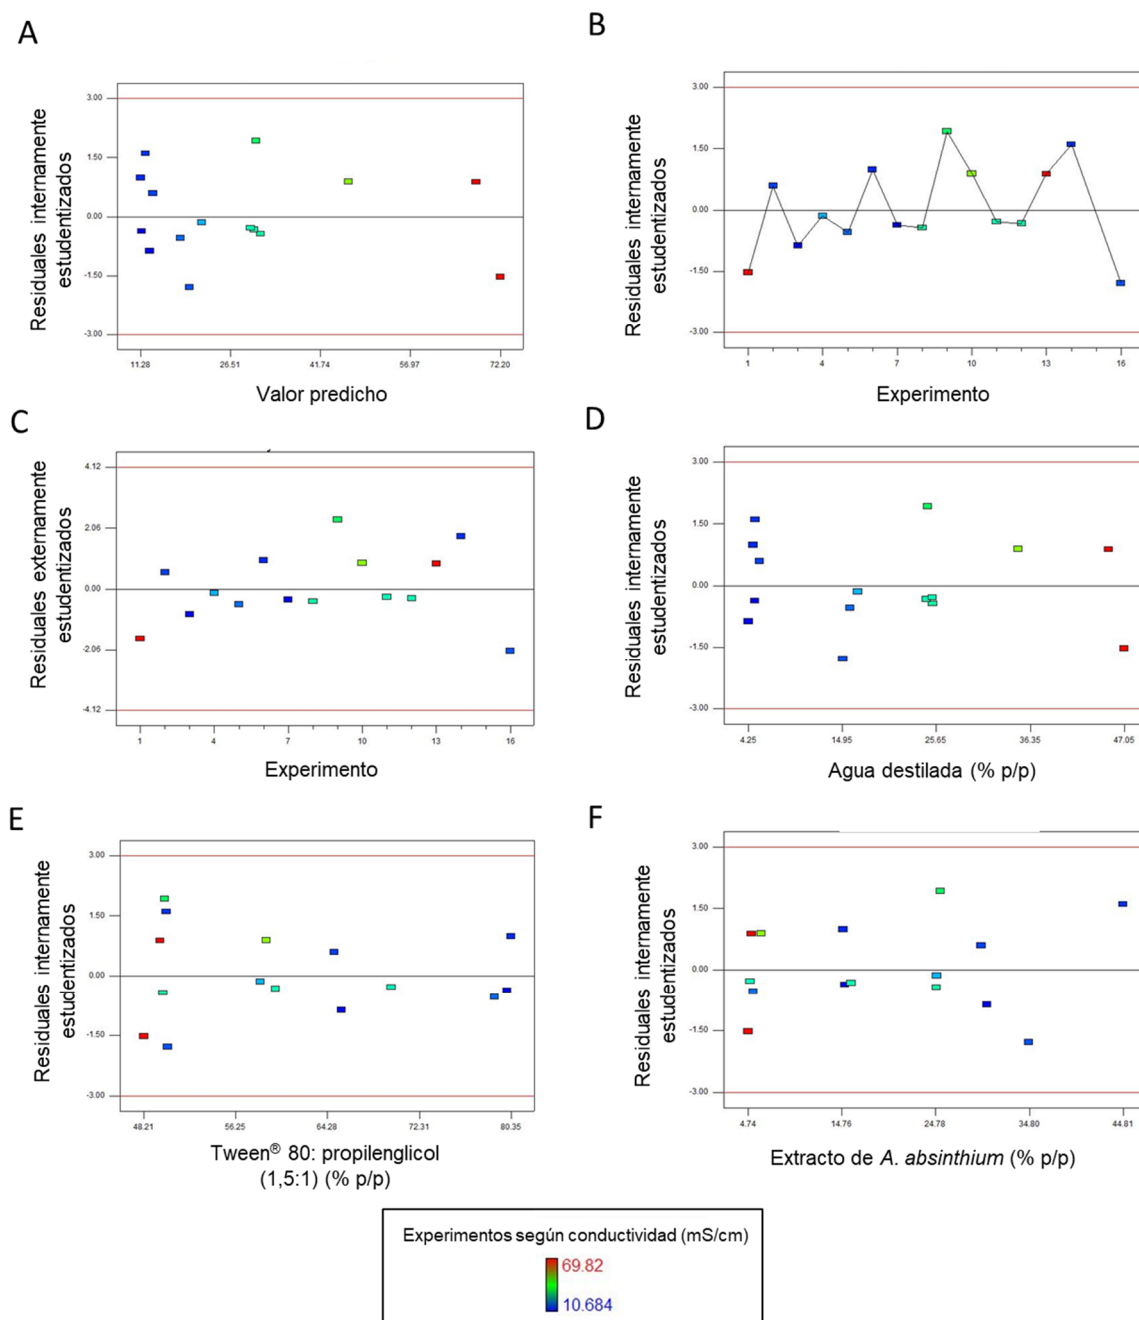 A
Residuales internamente
estudentizados
3.00
1.50
0.00
-1.50
-3.00
11.28 26.51 41.74 56.97 72.20
Valor predicho
B
Residuales internamente
estudentizados
3.00
1.50
0.00
-1.50
-3.00
1 4 7 10 13 16
Experimento
C
Residuales externamente
estudentizados
4.12
2.06
0.00
-2.06
-4.12
1 4 7 10 13 16
Experimento
D
Residuales internamente
estudentizados
3.00
1.50
0.00
-1.50
-3.00
4.25 14.95 25.65 36.35 47.05
Agua destilada (% p/p)
E
Residuales internamente
estudentizados
3.00
1.50
0.00
-1.50
-3.00
48.21 56.25 64.28 72.31 80.35
Tween® 80: propilenglicol
(1,5:1) (% p/p)
F
Residuales internamente
estudentizados
3.00
1.50
0.00
-1.50
-3.00
4.74 14.76 24.78 34.80 44.81
Extracto de A. absinthium (% p/p)
Experimentos según conductividad (mS/cm)
69.82
10.684